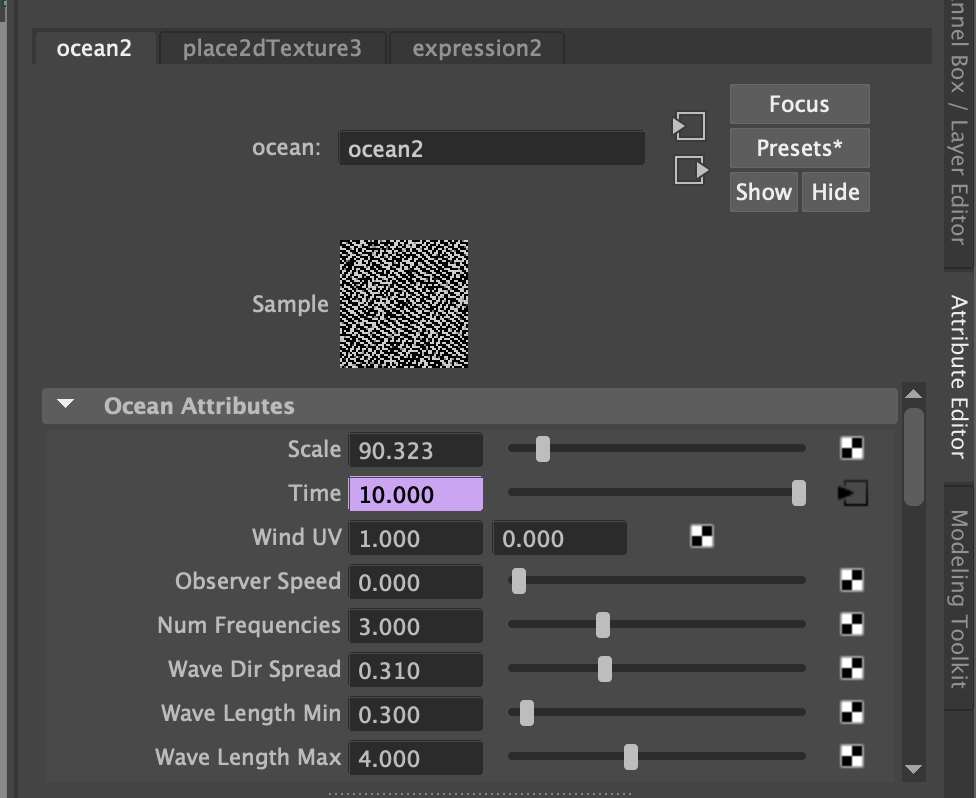 ocean2 place2dTexture3 expression2
ocean: ocean2
Focus
Presets*
Show Hide
Sample
Ocean Attributes
Scale 90.323
Time 10.000
Wind UV 1.000 0.000
Observer Speed 0.000
Num Frequencies 3.000
Wave Dir Spread 0.310
Wave Length Min 0.300
Wave Length Max 4.000
Box / Layer Editor
Attribute Editor
Modeling Toolkit